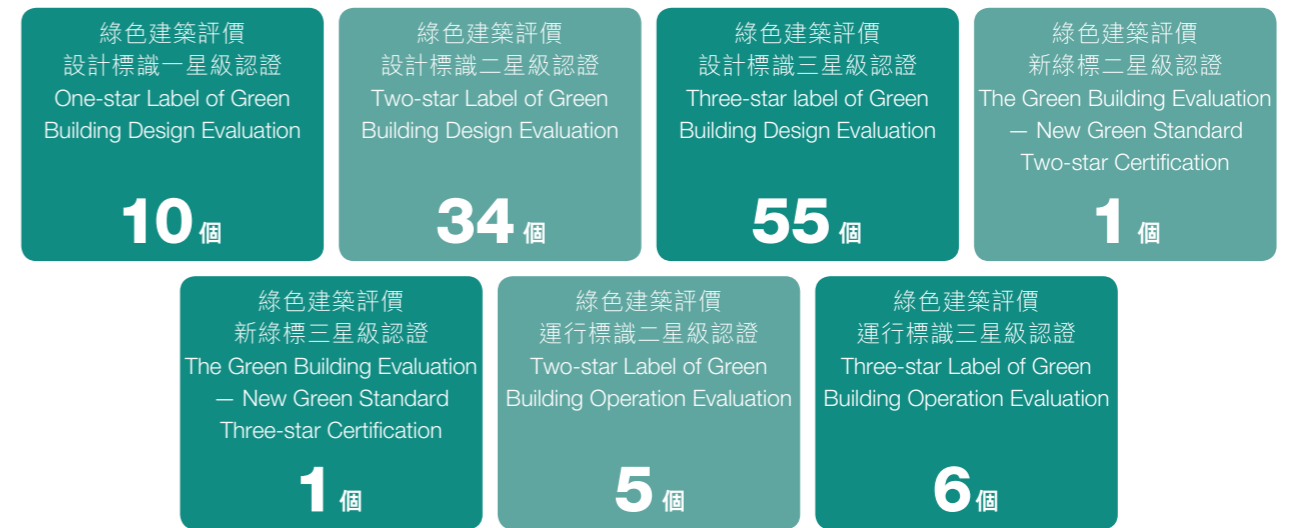 綠色建築評價
設計標識一星級認證
One-star Label of Green
Building Design Evaluation
10 個
綠色建築評價
設計標識二星級認證
Two-star Label of Green
Building Design Evaluation
34 個
綠色建築評價
設計標識三星級認證
Three-star label of Green
Building Design Evaluation
55 個
綠色建築評價
新綠標二星級認證
The Green Building Evaluation
— New Green Standard
Two-star Certification
1 個
綠色建築評價
新綠標三星級認證
The Green Building Evaluation
— New Green Standard
Three-star Certification
1 個
綠色建築評價
運行標識二星級認證
Two-star Label of Green
Building Operation Evaluation
5 個
綠色建築評價
運行標識三星級認證
Three-star Label of Green
Building Operation Evaluation
6 個